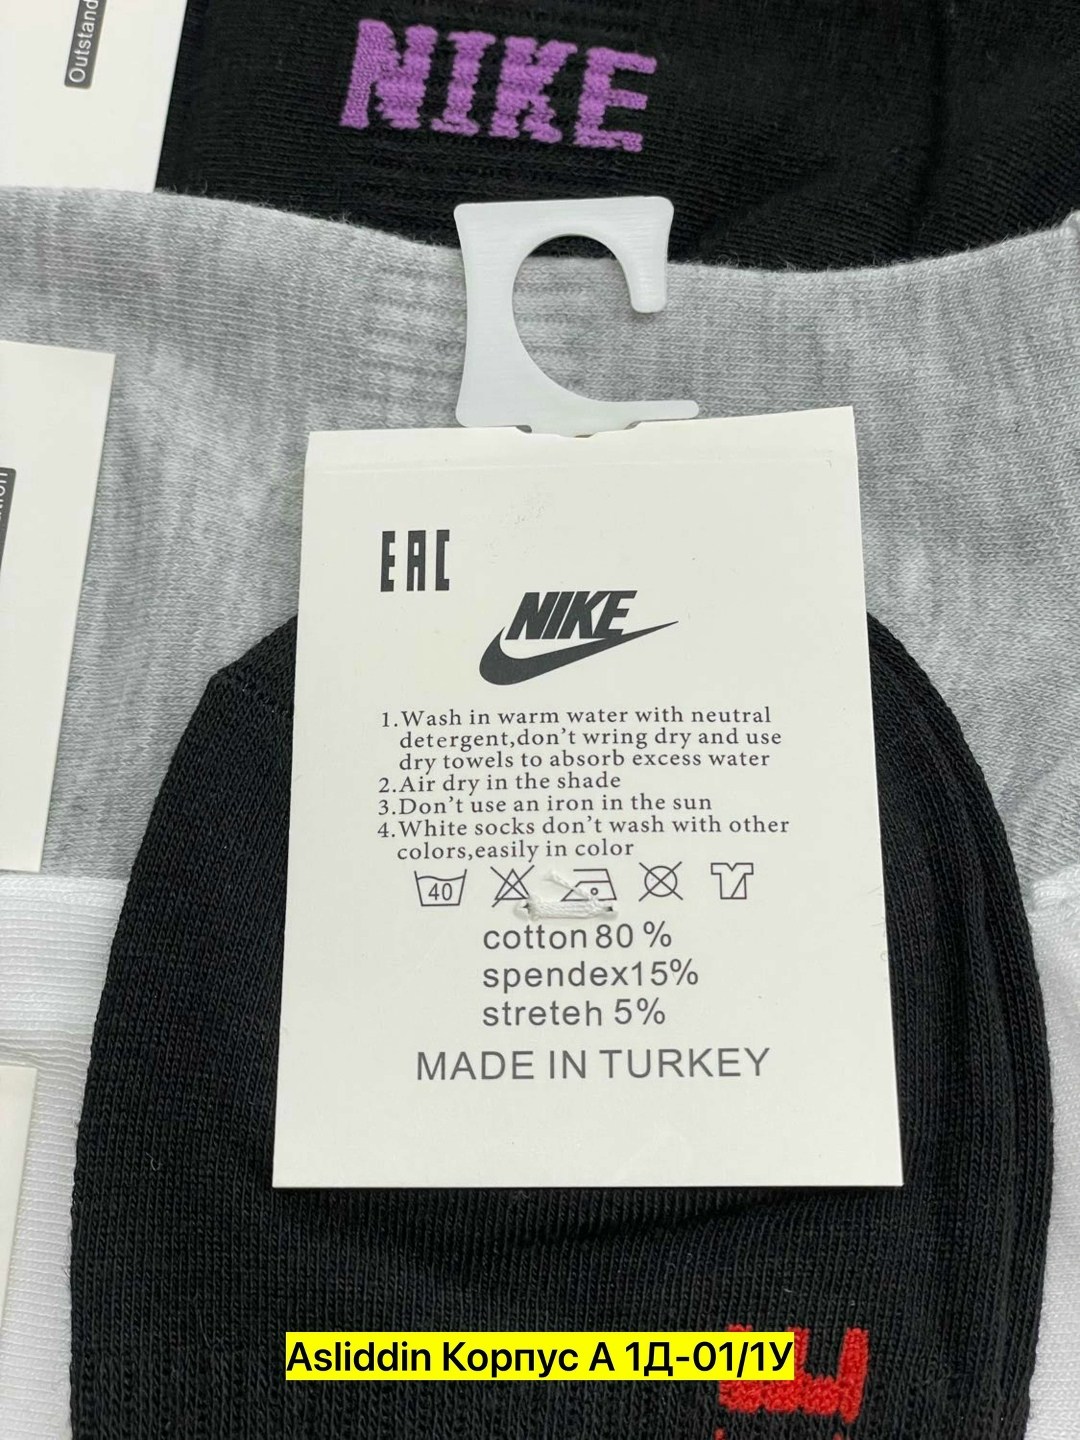 Outstand
NIKE
EAC
NIKE
1.Wash in warm water with neutral
detergent,don't wring dry and use
dry towels to absorb excess water
2.Air dry in the shade
3.Don't use an iron in the sun
4.White socks don't wash with other
colors,easily in color
40
cotton 80 %
spendex15%
streteh 5%
MADE IN TURKEY
Asliddin Корпус А 1Д-01/1У